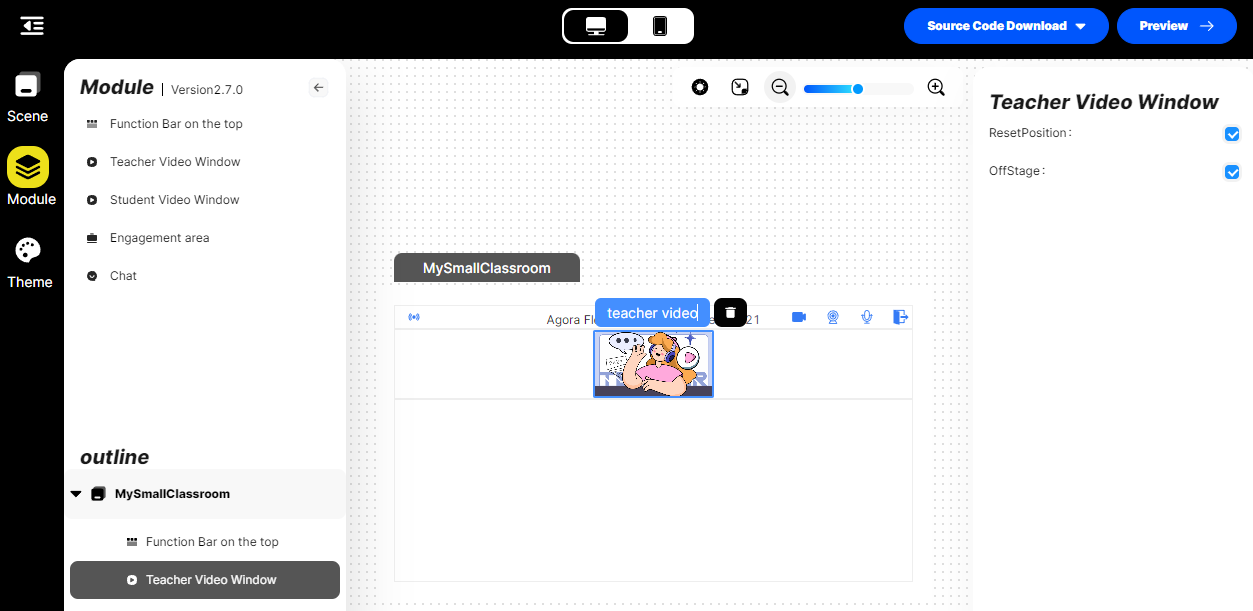 Source Code Download
Preview
Scene
Module
Theme
Module | Version2.7.0
Function Bar on the top
Teacher Video Window
Student Video Window
Engagement area
Chat
outline
MySmallClassroom
Function Bar on the top
Teacher Video Window
MySmallClassroom
teacher video
Agora
21
Teacher Video Window
ResetPosition:
OffStage: